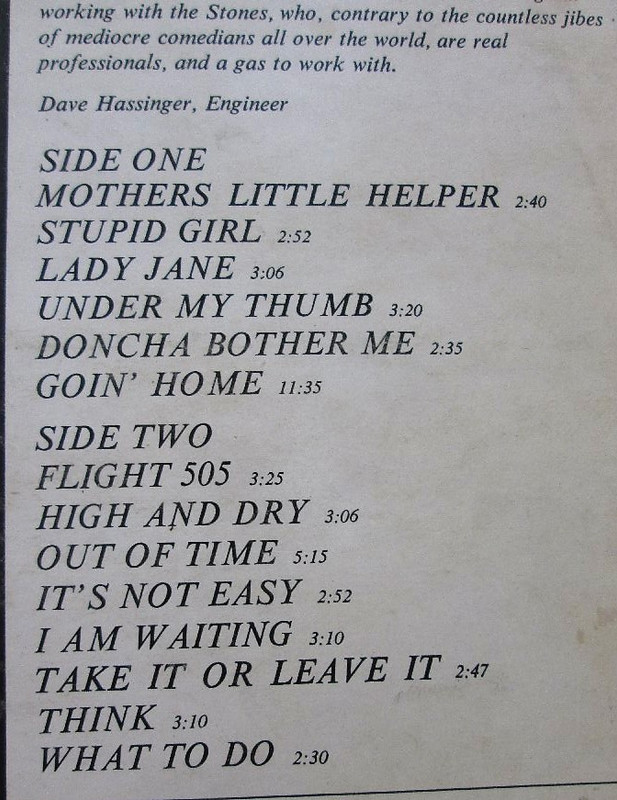 working with the Stones, who, contrary to the countless jibes
of mediocre comedians all over the world, are real
professionals, and a gas to work with.
Dave Hassinger, Engineer
SIDE ONE
MOTHERS LITTLE HELPER 2:40
STUPID GIRL 2:52
LADY JANE 3:06
UNDER MY THUMB 3:20
DONCHA BOTHER ME 2:35
GOIN' HOME 11:35
SIDE TWO
FLIGHT 505 3:25
HIGH AND DRY 3:06
OUT OF TIME 5:15
IT'S NOT EASY 2:52
I AM WAITING 3:10
TAKE IT OR LEAVE IT 2:47
THINK 3:10
WHAT TO DO 2:30